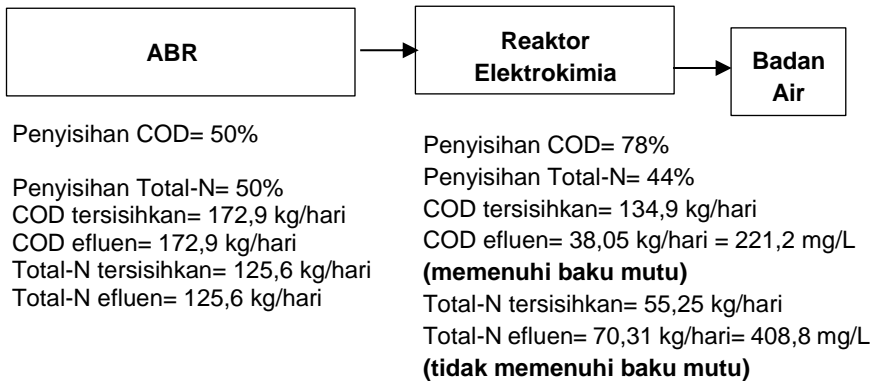 ABR
Reaktor
Elektrokimia
Badan
Air
Penyisihan COD= 50%
Penyisihan Total-N= 50%
COD tersisihkan= 172,9 kg/hari
COD efluen= 172,9 kg/hari
Total-N tersisihkan= 125,6 kg/hari
Total-N efluen= 125,6 kg/hari
Penyisihan COD= 78%
Penyisihan Total-N= 44%
COD tersisihkan= 134,9 kg/hari
COD efluen= 38,05 kg/hari = 221,2 mg/L
(memenuhi baku mutu)
Total-N tersisihkan= 55,25 kg/hari
Total-N efluen= 70,31 kg/hari= 408,8 mg/L
(tidak memenuhi baku mutu)